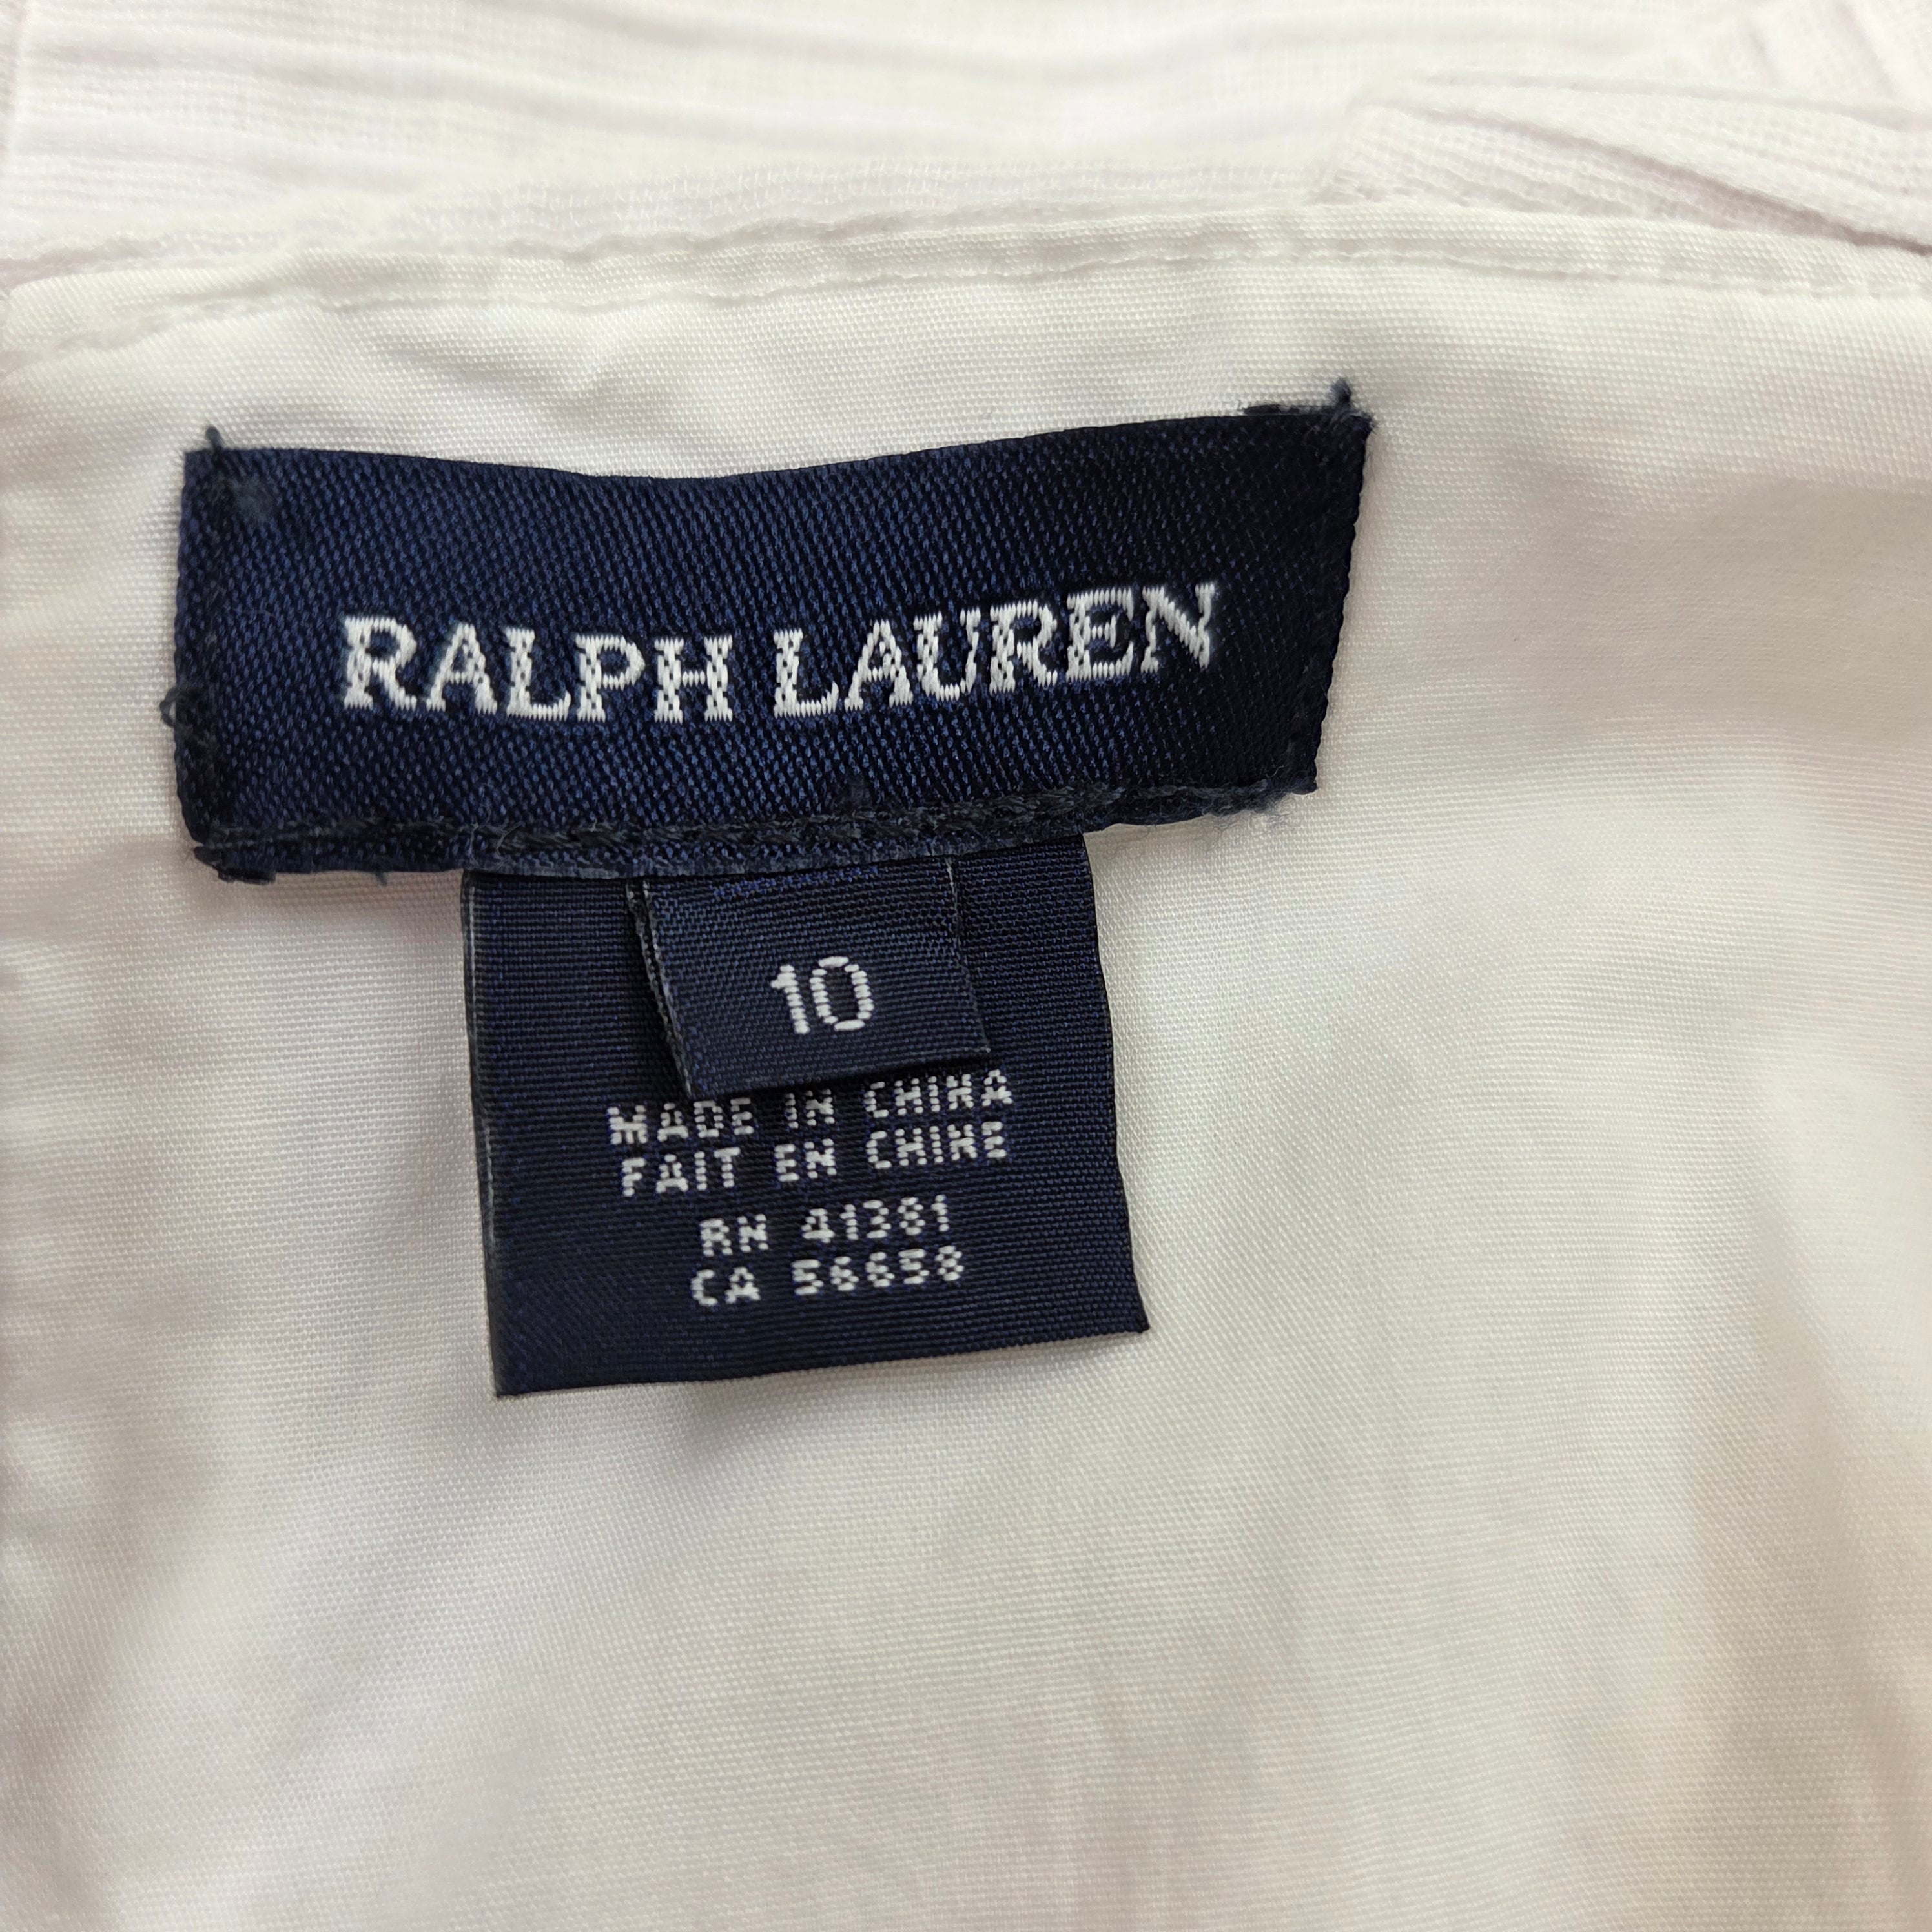 RALPH LAUREN
10
MADE IN CHINA
FAIT EN CHINE
RN 41381
CA 56658